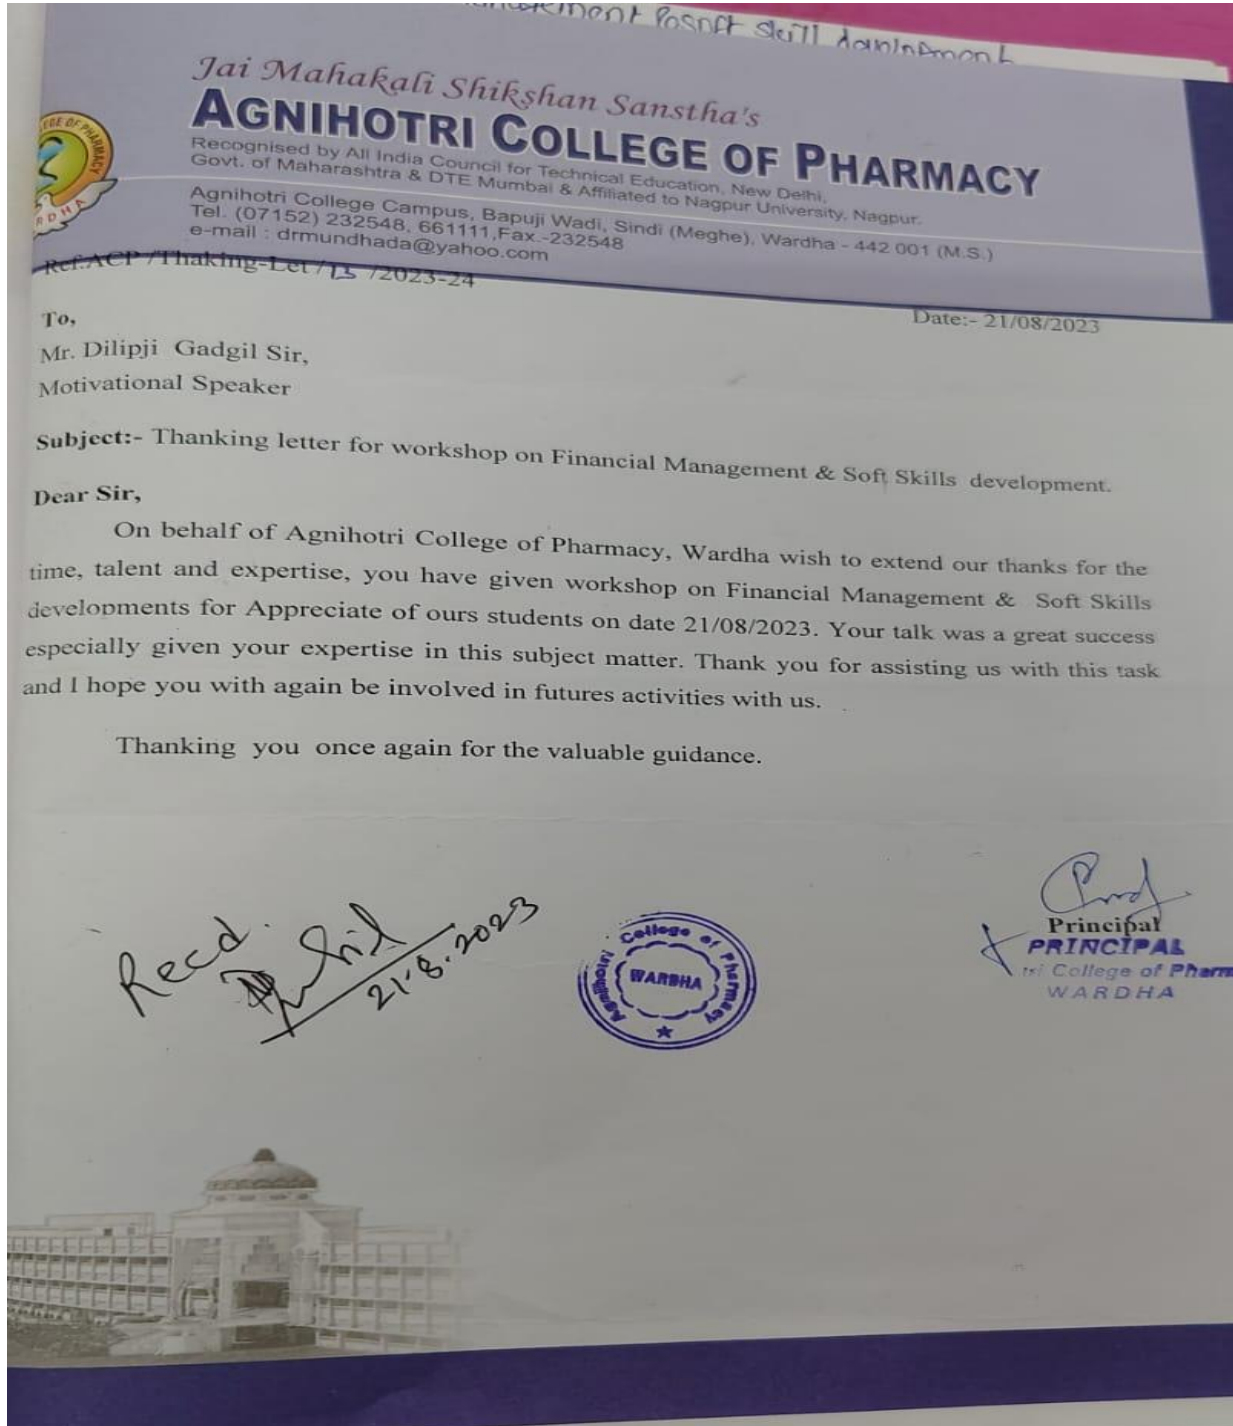 Skill
Jai Mahakali Shikshan Sanstha's
AGNIHOTRI COLLEGE OF PHARMACY
Recognised by All India Council for Technical Education, New Delhi,
Govt. of Maharashtra & DTE Mumbai & Affiliated to Nagpur University, Nagpur.
Agnihotri College Campus, Bapuji Wadi, Sindi (Meghe), Wardha - 442 001 (M.S.)
Tel. (07152) 232548, 661111,Fax.-232548
e-mail : drmundhada@yahoo.com
Ref:ACP /Thaking-Let /13 /2023-24
Date:- 21/08/2023
To,
Mr. Dilipji Gadgil Sir,
Motivational Speaker
Subject:- Thanking letter for workshop on Financial Management & Soft Skills development.
Dear Sir,
On behalf of Agnihotri College of Pharmacy, Wardha wish to extend our thanks for the
time, talent and expertise, you have given workshop on Financial Management & Soft Skills
developments for Appreciate of ours students on date 21/08/2023. Your talk was a great success
especially given your expertise in this subject matter. Thank you for assisting us with this task
and I hope you with again be involved in futures activities with us.
Thanking you once again for the valuable guidance.
Recd.
21.8.2023
Agnihotri College of Pharmacy
WARDHA
Principal
PRINCIPAL
College of
WARDHA